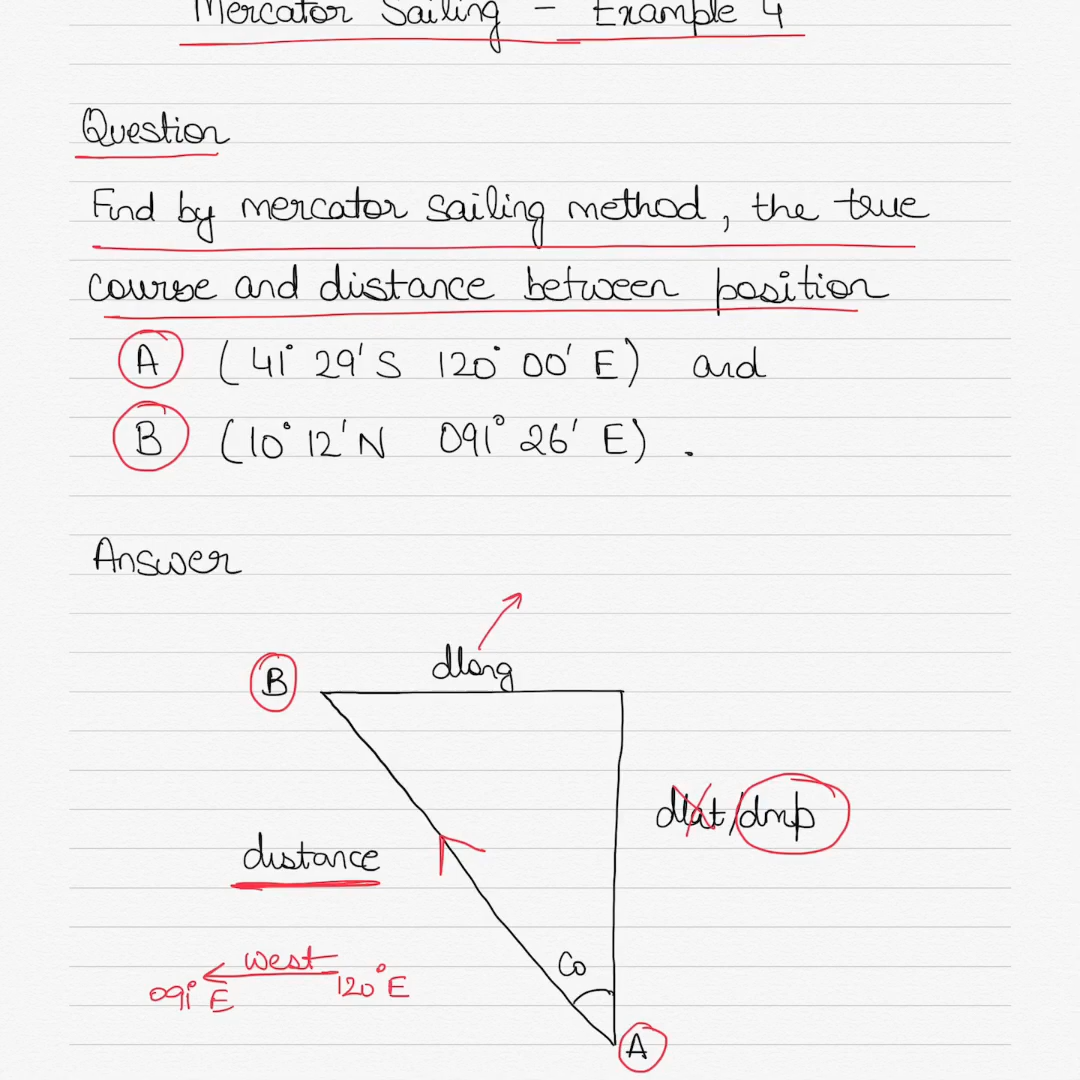 Mercator Sailing - Example 4
Question
Find by mercator sailing method, the true
course and distance between position
A (41° 29' S 120° 00' E) and
B (10° 12' N 091° 26' E).
Answer
dlong
B
dlat/dmp
distance
Co
west
091° E 120° E
A